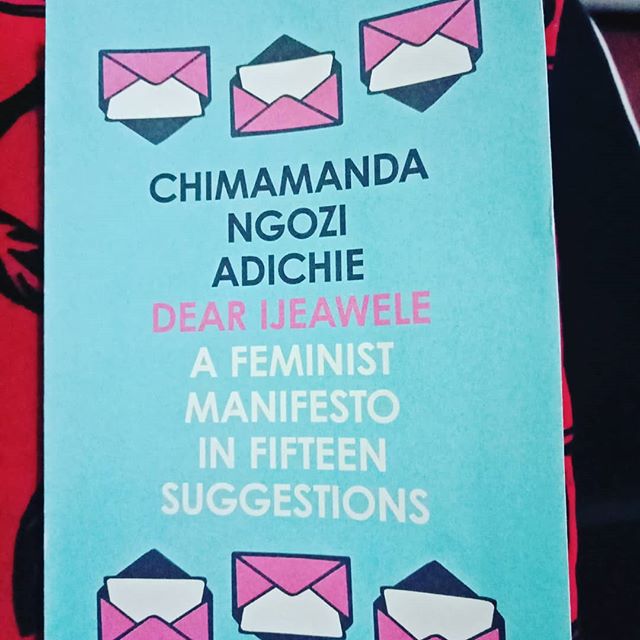 CHIMAMANDA
NGOZI
ADICHIE
DEAR IJEAWELE
A FEMINIST
MANIFESTO
IN FIFTEEN
SUGGESTIONS